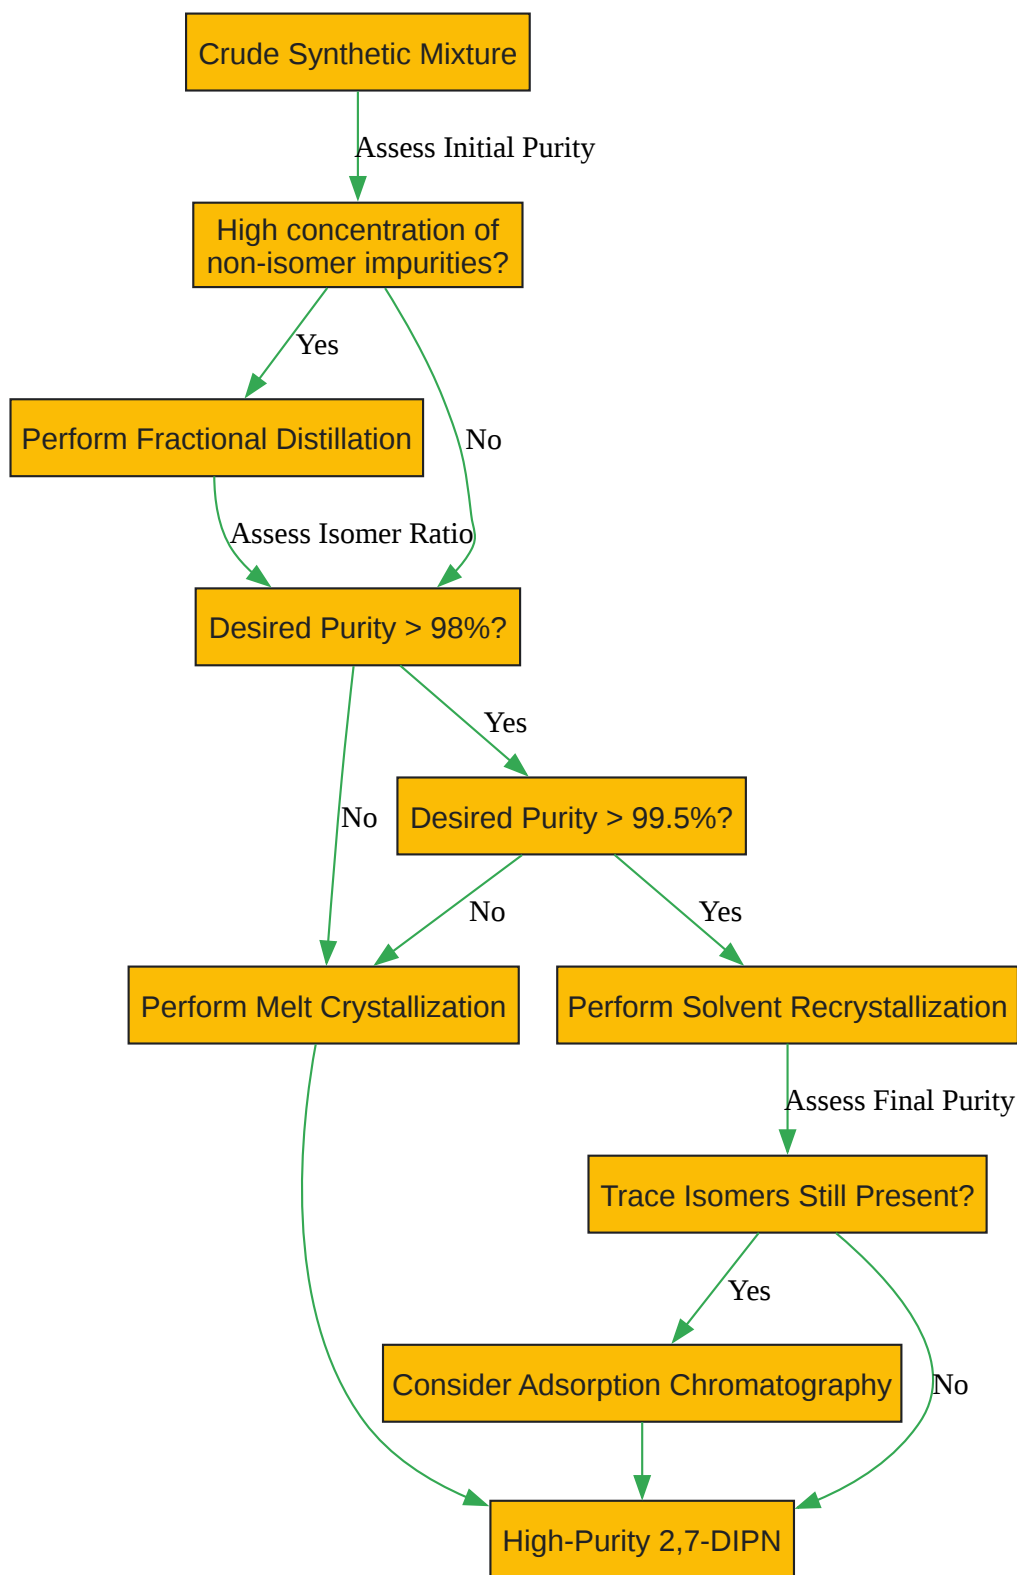 Crude Synthetic Mixture
Assess Initial Purity
High concentration of
non-isomer impurities?
Yes
Perform Fractional Distillation
No
Assess Isomer Ratio
Desired Purity > 98%?
Yes
No
Desired Purity > 99.5%?
No
Yes
Perform Melt Crystallization
Perform Solvent Recrystallization
Assess Final Purity
Trace Isomers Still Present?
Yes
Consider Adsorption Chromatography
No
High-Purity 2,7-DIPN